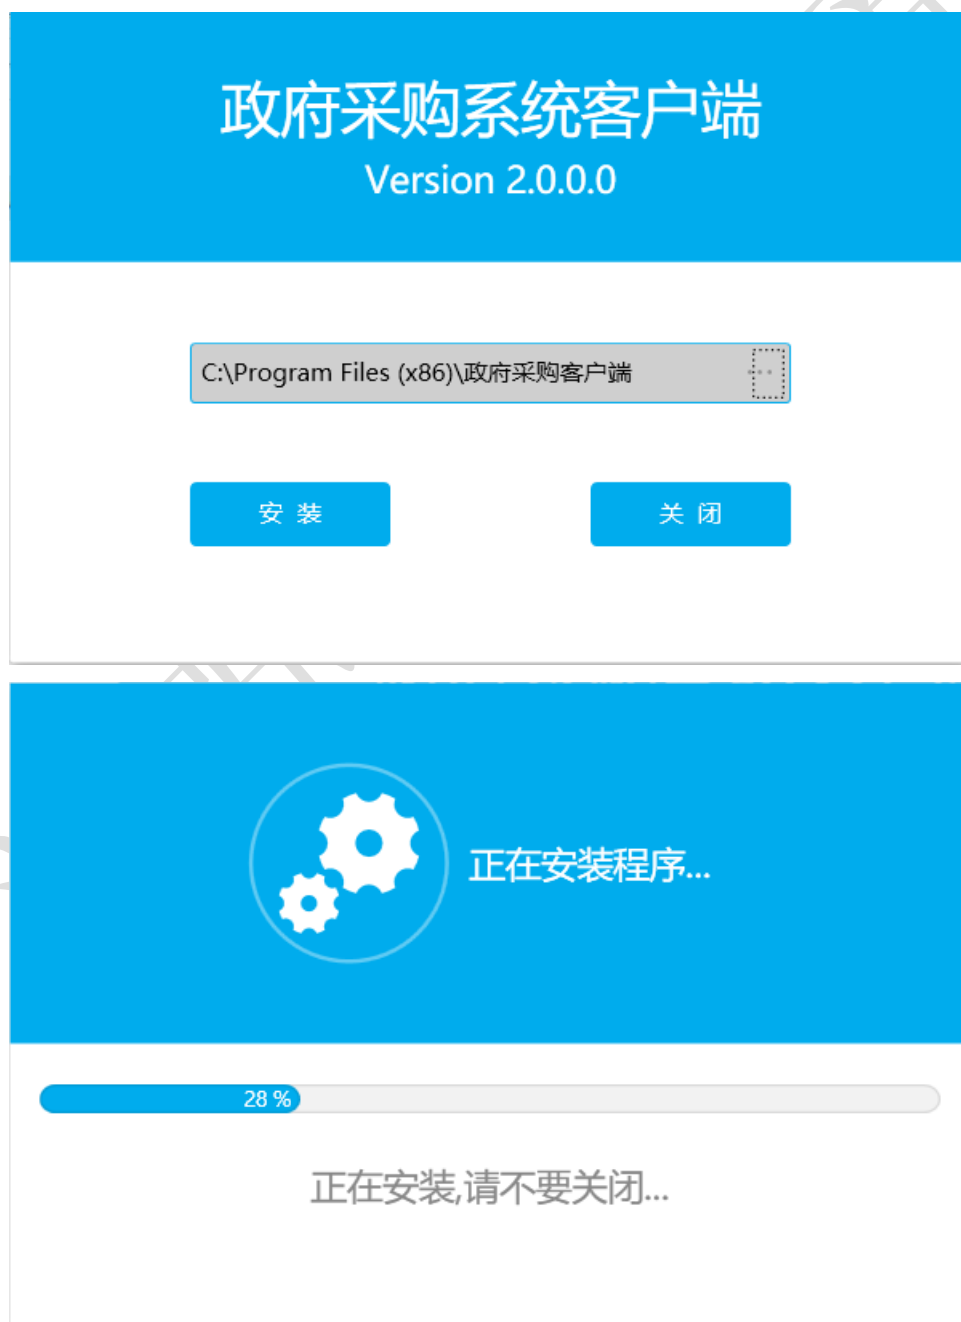 政府采购系统客户端
Version 2.0.0.0
C:\Program Files (x86)\政府采购客户端
安 装
关 闭
正在安装程序...
28 %
正在安装,请不要关闭...